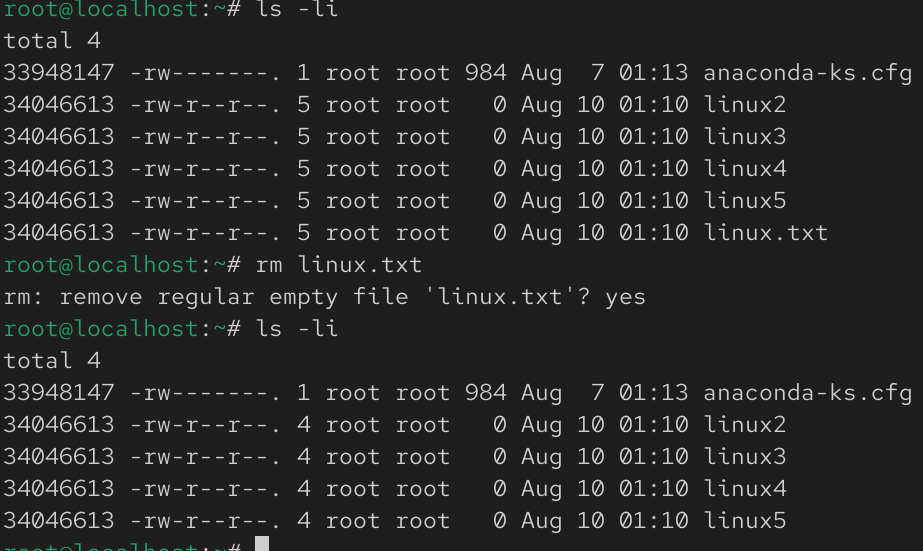 root@localhost:~# ls -li
total 4
33948147 -rw-------. 1 root root 984 Aug  7 01:13 anaconda-ks.cfg
34046613 -rw-r--r--. 5 root root   0 Aug 10 01:10 linux2
34046613 -rw-r--r--. 5 root root   0 Aug 10 01:10 linux3
34046613 -rw-r--r--. 5 root root   0 Aug 10 01:10 linux4
34046613 -rw-r--r--. 5 root root   0 Aug 10 01:10 linux5
34046613 -rw-r--r--. 5 root root   0 Aug 10 01:10 linux.txt
root@localhost:~# rm linux.txt
rm: remove regular empty file 'linux.txt'? yes
root@localhost:~# ls -li
total 4
33948147 -rw-------. 1 root root 984 Aug  7 01:13 anaconda-ks.cfg
34046613 -rw-r--r--. 4 root root   0 Aug 10 01:10 linux2
34046613 -rw-r--r--. 4 root root   0 Aug 10 01:10 linux3
34046613 -rw-r--r--. 4 root root   0 Aug 10 01:10 linux4
34046613 -rw-r--r--. 4 root root   0 Aug 10 01:10 linux5
root@localhost:~#